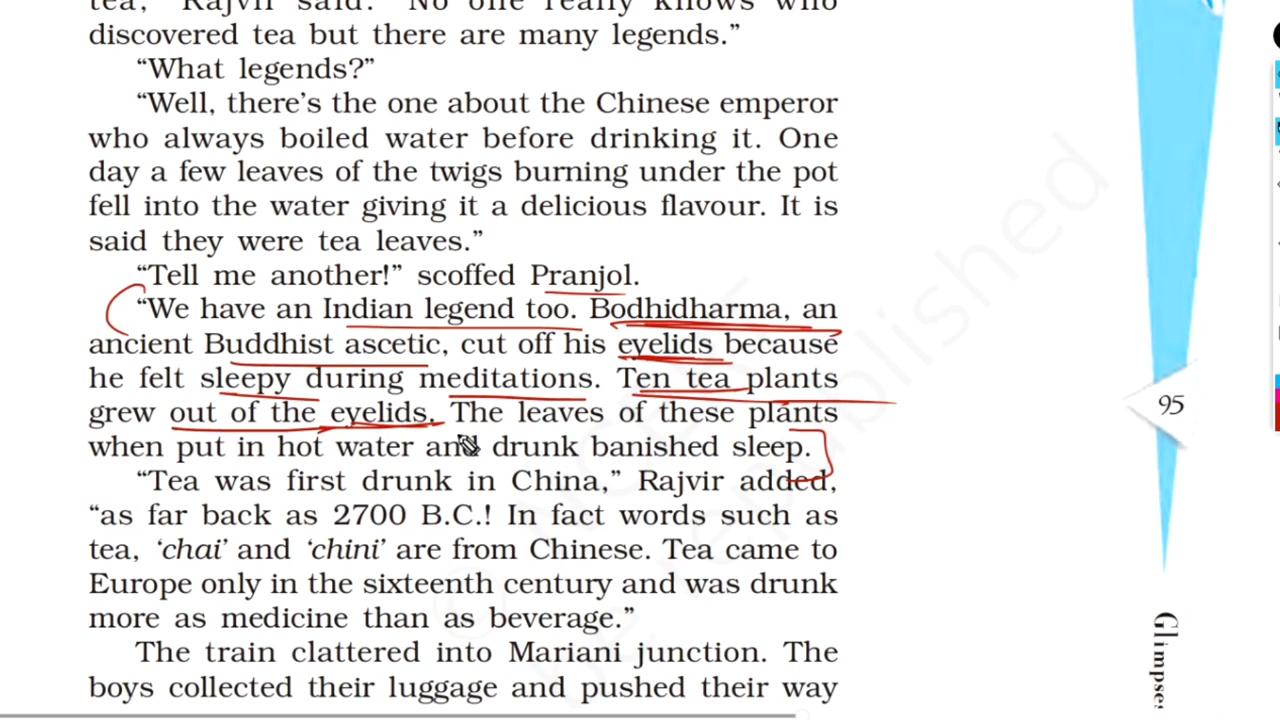 tea,” Rajvir said. “No one really knows who
discovered tea but there are many legends.”
“What legends?”
“Well, there’s the one about the Chinese emperor
who always boiled water before drinking it. One
day a few leaves of the twigs burning under the pot
fell into the water giving it a delicious flavour. It is
said they were tea leaves.”
“Tell me another!” scoffed Pranjol.
“We have an Indian legend too. Bodhidharma, an
ancient Buddhist ascetic, cut off his eyelids because
he felt sleepy during meditations. Ten tea plants
grew out of the eyelids. The leaves of these plants
when put in hot water and drunk banished sleep.
“Tea was first drunk in China,” Rajvir added,
“as far back as 2700 B.C.! In fact words such as
tea, ‘chai’ and ‘chini’ are from Chinese. Tea came to
Europe only in the sixteenth century and was drunk
more as medicine than as beverage.”
The train clattered into Mariani junction. The
boys collected their luggage and pushed their way
95
Glimpses